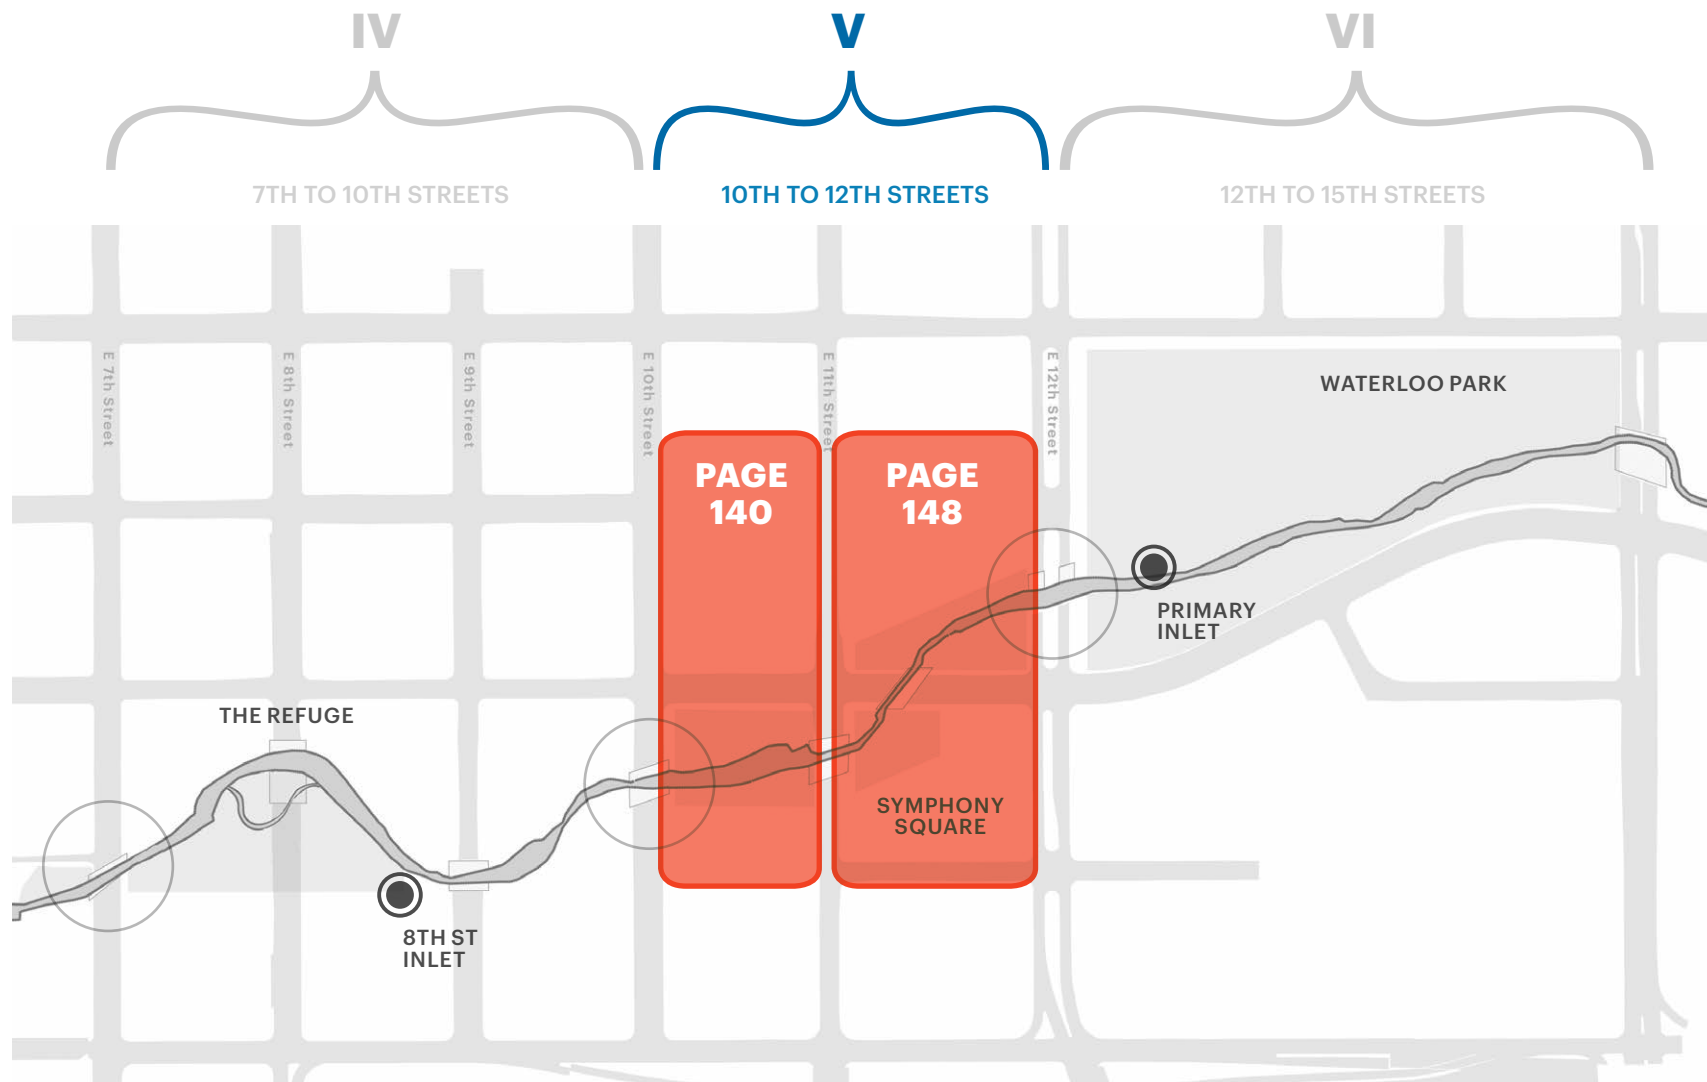 IV
V
VI
7TH TO 10TH STREETS
10TH TO 12TH STREETS
12TH TO 15TH STREETS
E 7th Street
E 8th Street
E 9th Street
E 10th Street
E 11th Street
E 12th Street
WATERLOO PARK
PAGE
140
PAGE
148
PRIMARY
INLET
THE REFUGE
SYMPHONY
SQUARE
8TH ST
INLET